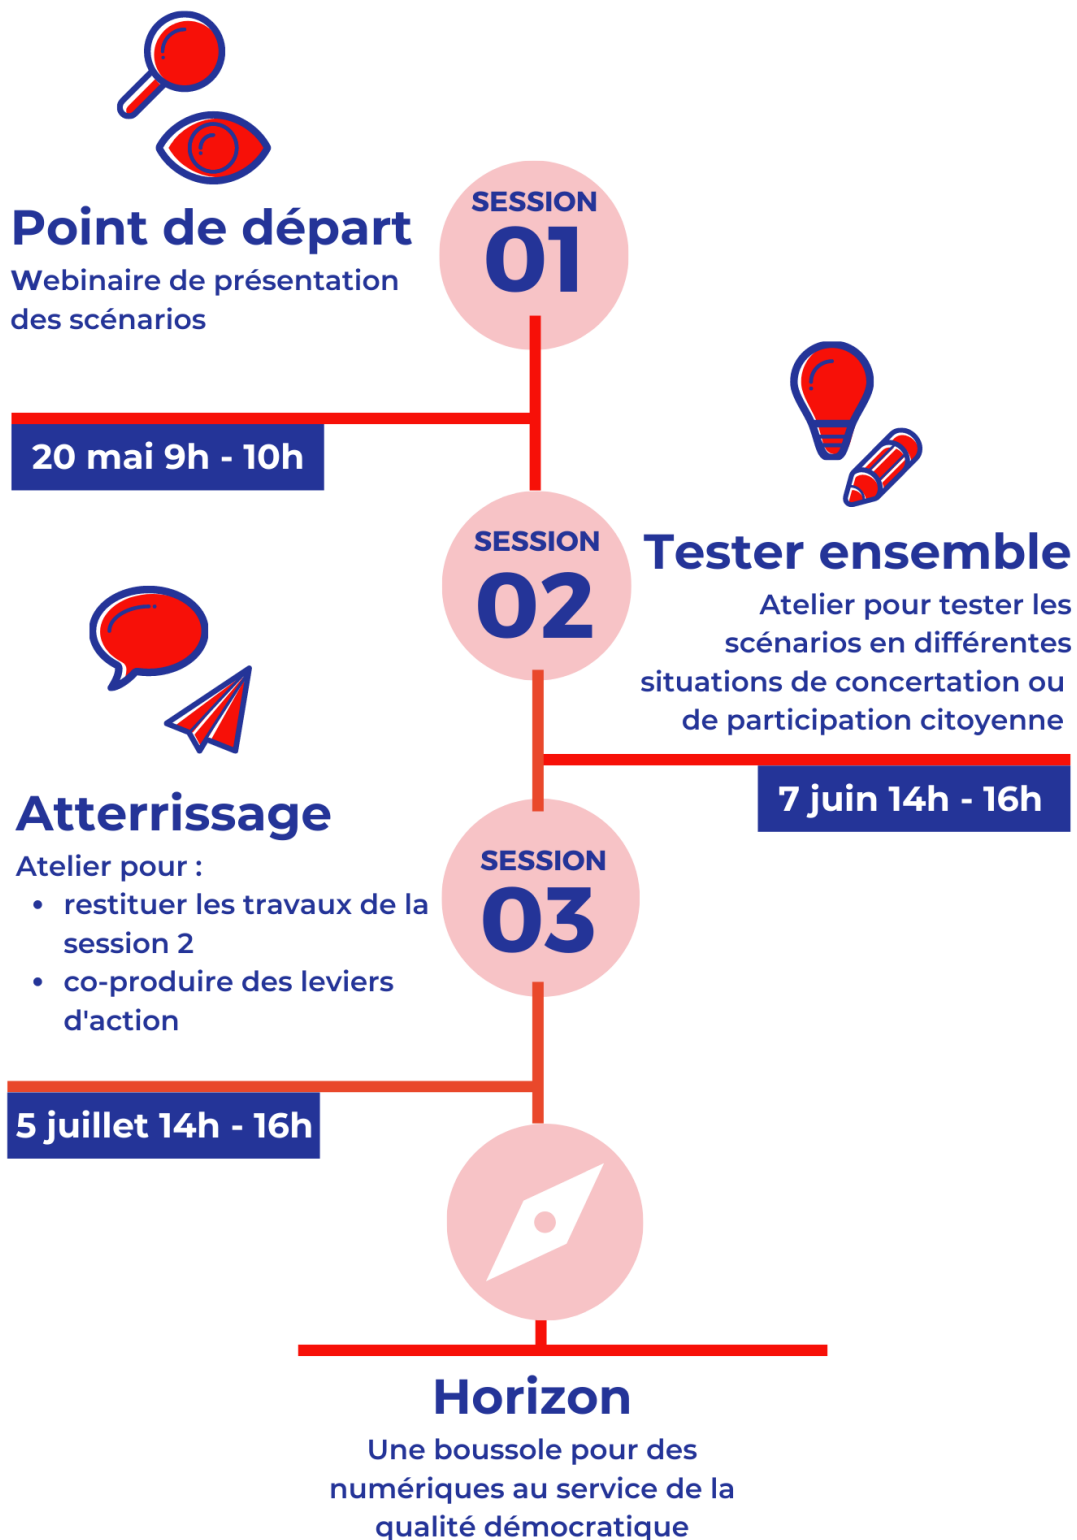 SESSION
01
Point de départ
Webinaire de présentation
des scénarios
20 mai 9h - 10h
SESSION
02
Tester ensemble
Atelier pour tester les
scénarios en différentes
situations de concertation ou
de participation citoyenne
7 juin 14h - 16h
SESSION
03
Atterrissage
Atelier pour :
• restituer les travaux de la
session 2
• co-produire des leviers
d'action
5 juillet 14h - 16h
Horizon
Une boussole pour des
numériques au service de la
qualité démocratique